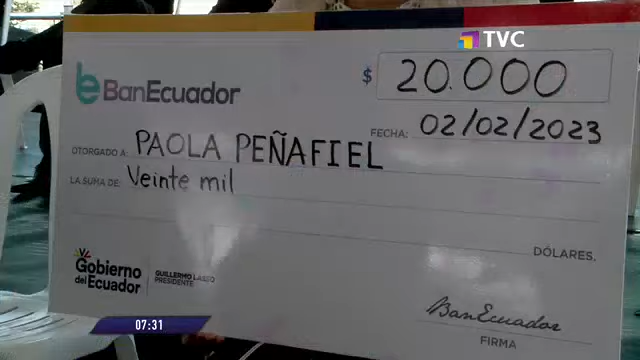 TVC
BanEcuador
$ 20.000
FECHA: 02/02/2023
OTORGADO A: PAOLA PEÑAFIEL
LA SUMA DE: Veinte mil
DÓLARES.
Gobierno
del Ecuador
GUILLERMO LASSO
PRESIDENTE
BanEcuador
FIRMA
07:31